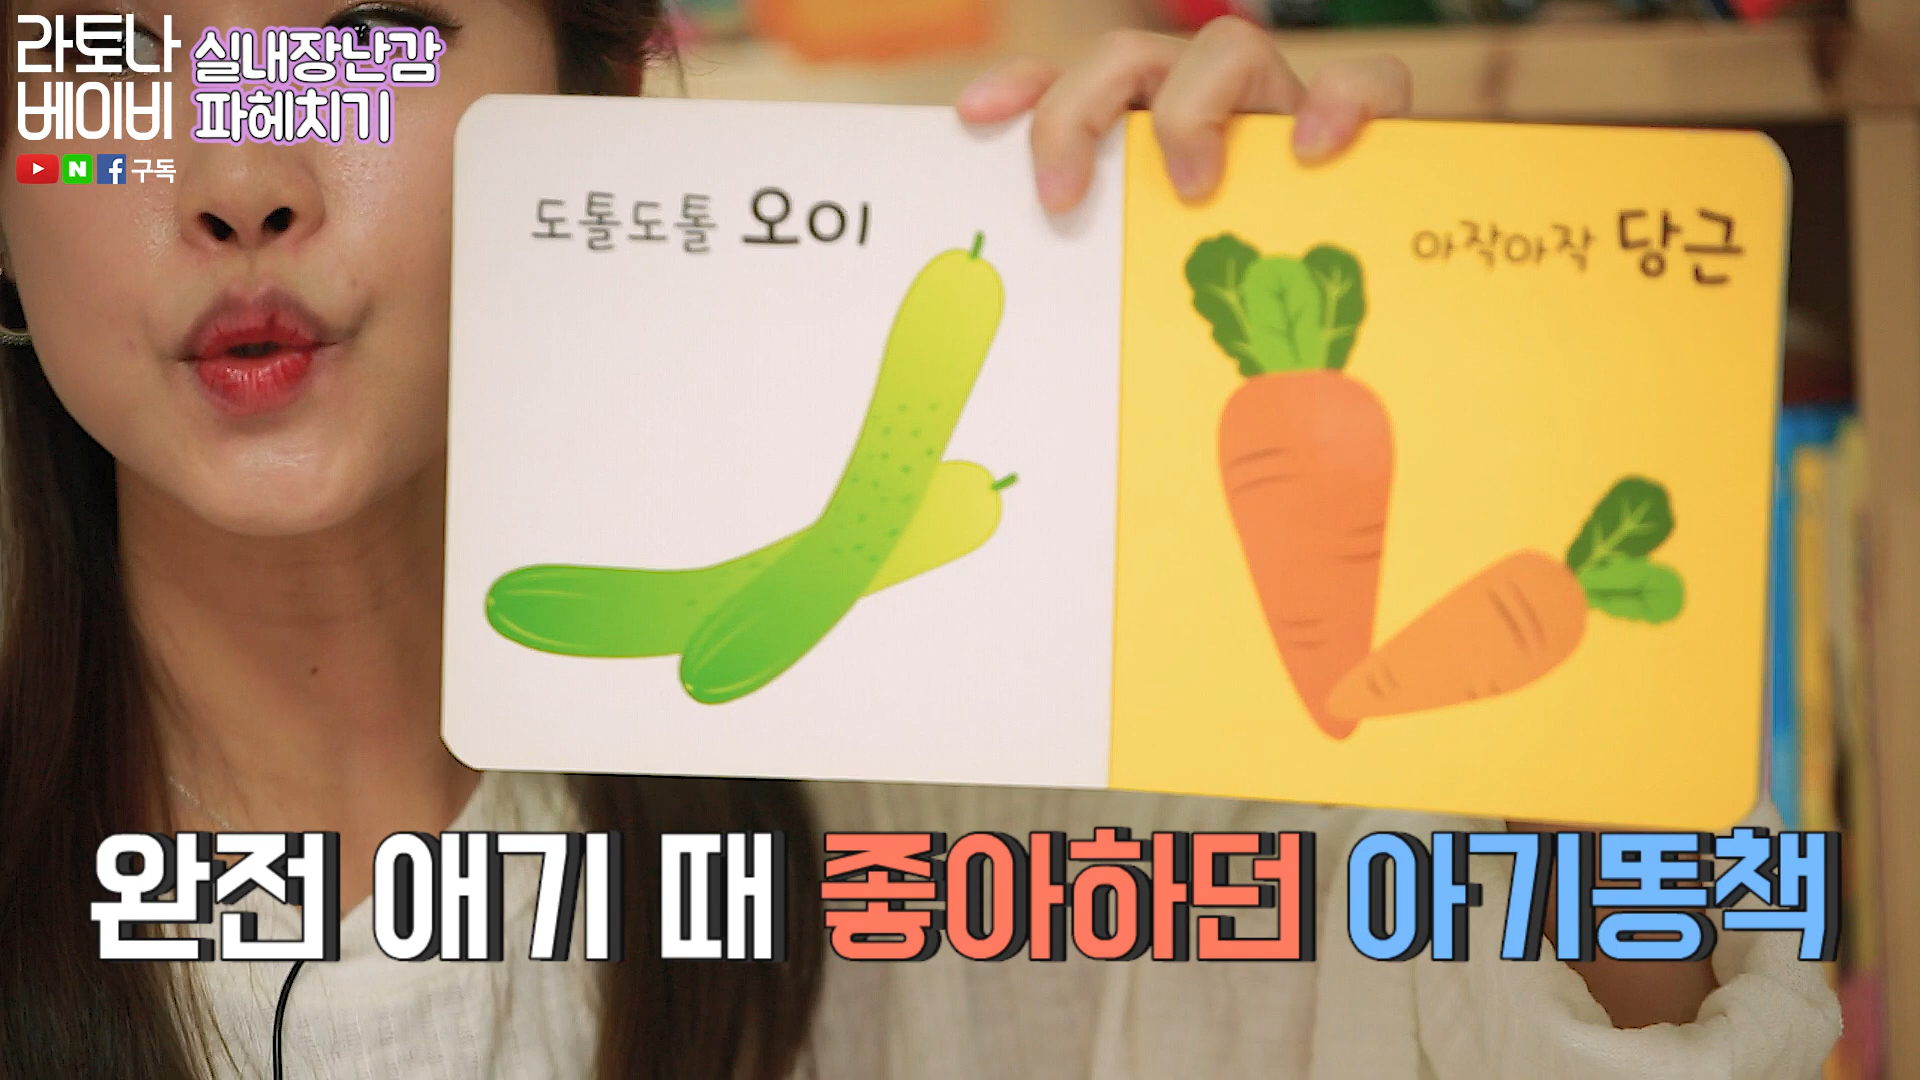 라토나
베이비
구독
실내장난감
파헤치기
도톨도톨 오이
아작아작 당근
완전 애기 때 좋아하던 아기똥책